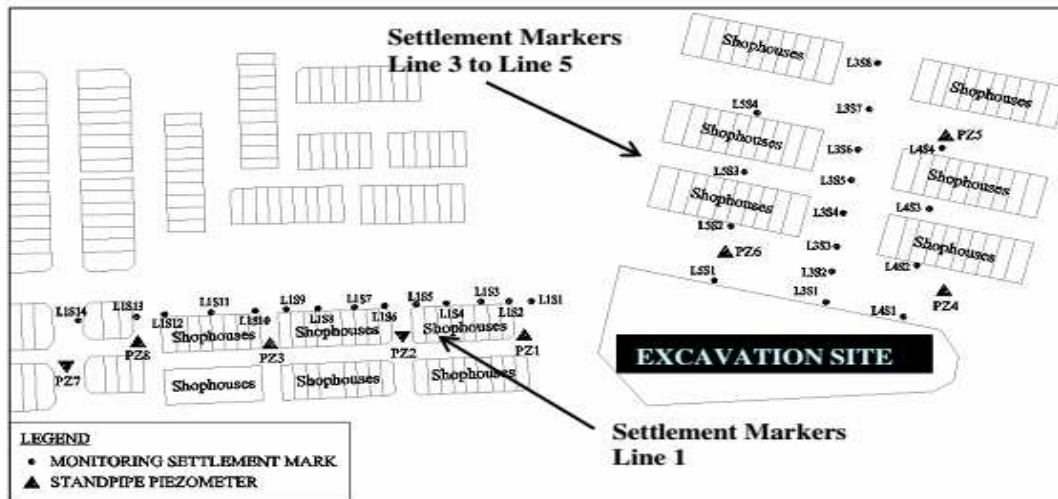 Settlement Markers
Line 3 to Line 5
Shophouses
L3S8
Shophouses
L5S4
L3S7
Shophouses
PZ5
L3S6
L4S4
L5S3
L3S5
Shophouses
Shophouses
L3S4
L4S3
L5S2
Shophouses
L3S3
PZ6
L4S2
L5S1
L3S2
PZ4
L3S1
L4S1
L1S14
L1S13
L1S12
L1S11
L1S10
L1S9
L1S8
L1S7
L1S6
L1S5
L1S4
L1S3
L1S2
L1S1
Shophouses
Shophouses
Shophouses
PZ8
PZ3
PZ2
PZ1
PZ7
Shophouses
Shophouses
Shophouses
EXCAVATION SITE
Settlement Markers
Line 1
LEGEND
MONITORING SETTLEMENT MARK
STANDPIPE PIEZOMETER